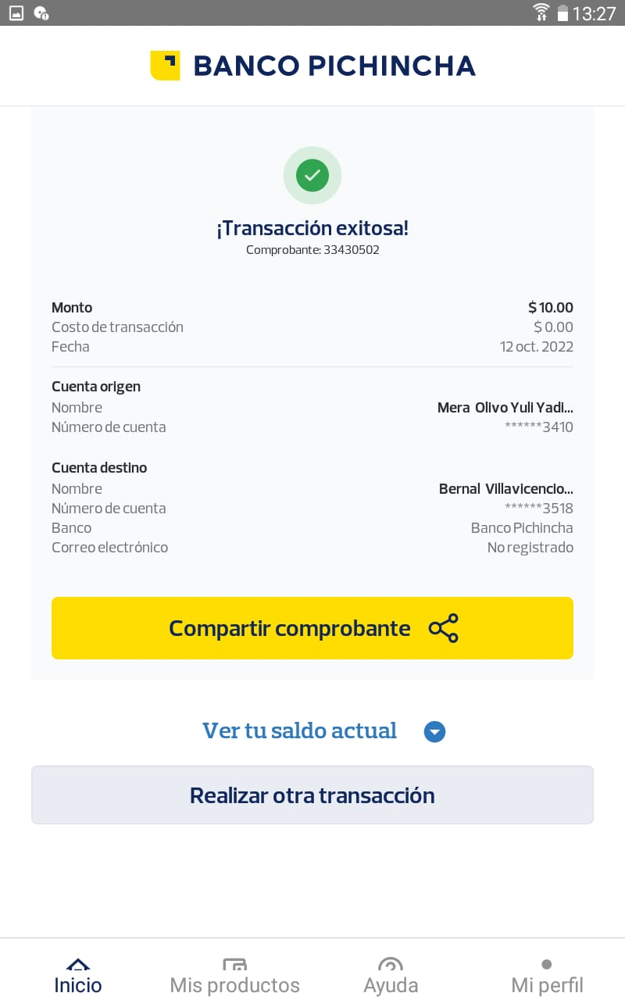 13:27
BANCO PICHINCHA
¡Transacción exitosa!
Comprobante: 33430502
Monto $ 10.00
Costo de transacción $ 0.00
Fecha 12 oct. 2022
Cuenta origen
Nombre Mera Olivo Yuli Yadi...
Número de cuenta ******3410
Cuenta destino
Nombre Bernal Villavicencio...
Número de cuenta ******3518
Banco Banco Pichincha
Correo electrónico No registrado
Compartir comprobante
Ver tu saldo actual
Realizar otra transacción
Inicio Mis productos Ayuda Mi perfil